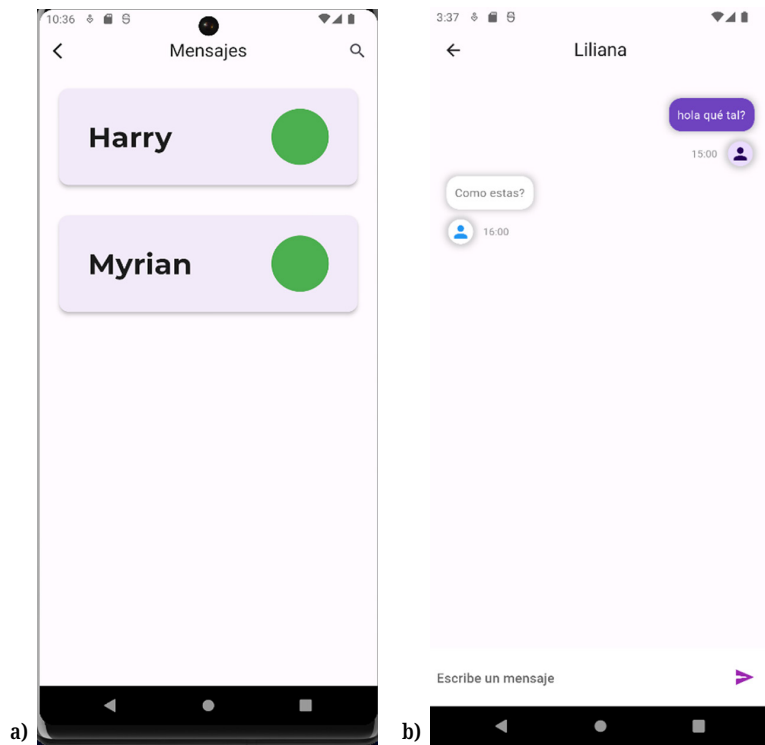 10:36
Mensajes
Harry
Myrian
a)
3:37
Liliana
hola qué tal?
15:00
Como estas?
16:00
Escribe un mensaje
b)